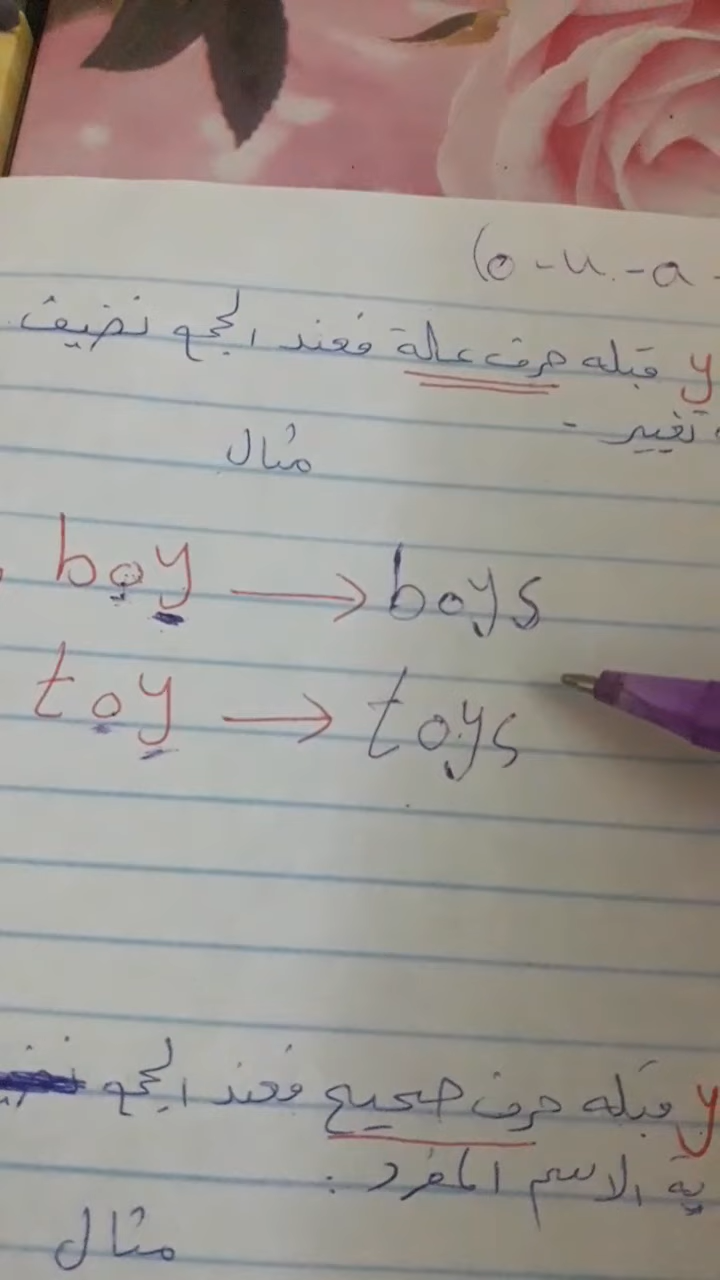 (o-u-a-
y قبله حرف علة فعند الجمع نضيف
تغيير -
مثال
boy → boys
toy → toys
y قبله حرف صحيح فعند الجمع
ية الاسم المفرد :
مثال